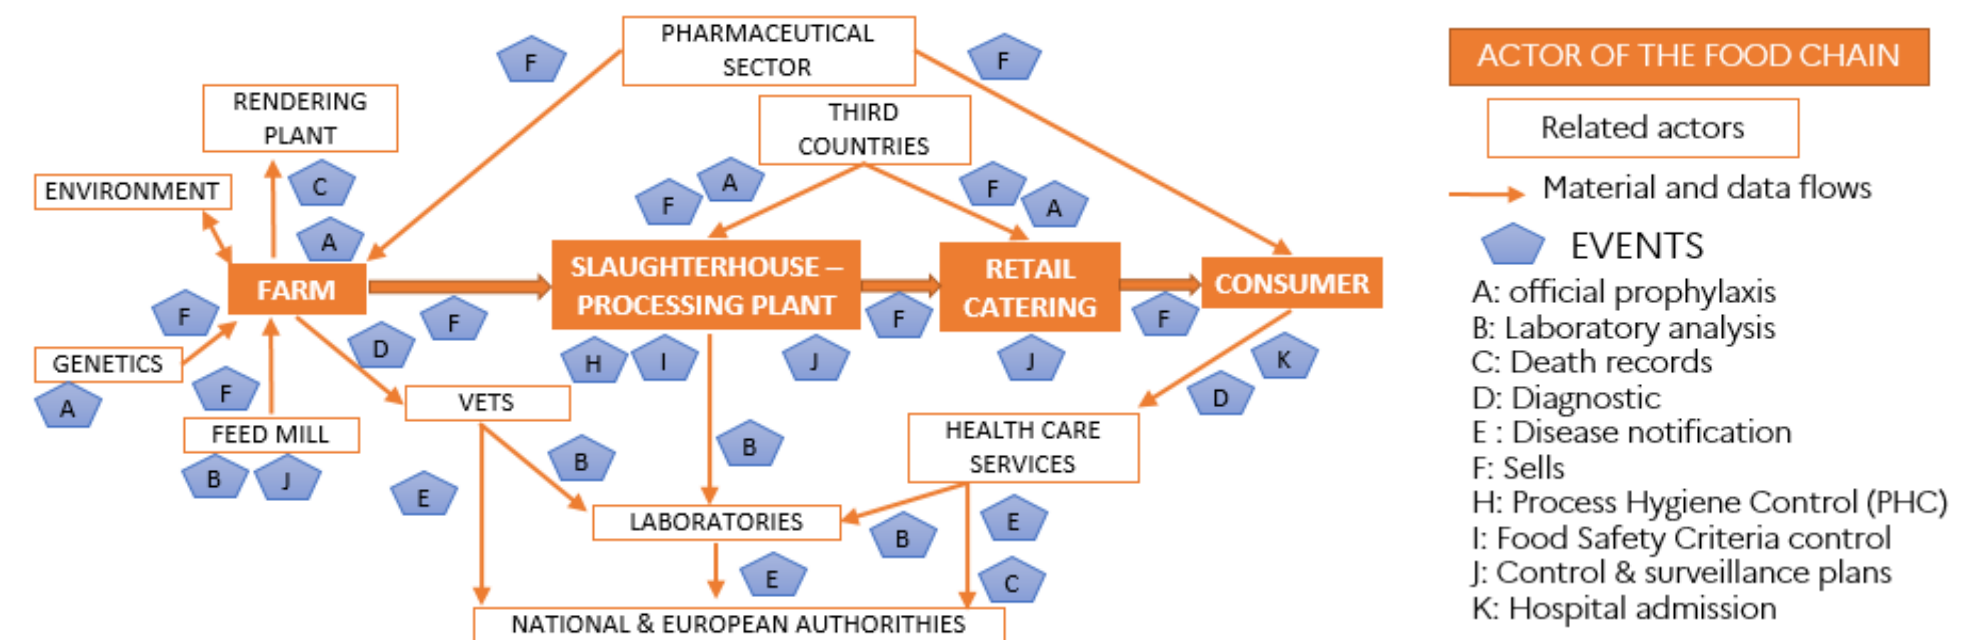 PHARMACEUTICAL
SECTOR
F
F
RENDERING
PLANT
THIRD
COUNTRIES
ENVIRONMENT
C
A
F
A
F
A
FARM
SLAUGHTERHOUSE –
PROCESSING PLANT
RETAIL
CATERING
CONSUMER
F
F
F
F
D
H
I
J
J
K
GENETICS
A
F
D
VETS
FEED MILL
B
J
E
B
B
HEALTH CARE
SERVICES
LABORATORIES
B
E
E
C
NATIONAL & EUROPEAN AUTHORITHIES
ACTOR OF THE FOOD CHAIN
Related actors
Material and data flows
EVENTS
A: official prophylaxis
B: Laboratory analysis
C: Death records
D: Diagnostic
E : Disease notification
F: Sells
H: Process Hygiene Control (PHC)
I: Food Safety Criteria control
J: Control & surveillance plans
K: Hospital admission